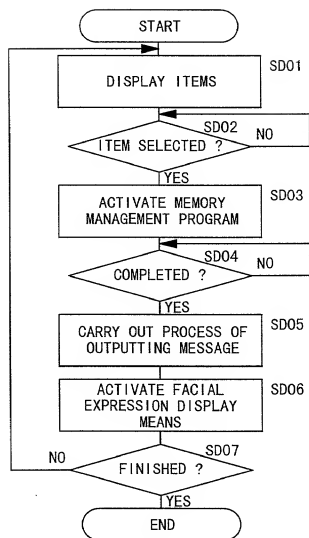 START
SD01
DISPLAY ITEMS
SD02
ITEM SELECTED ?
NO
YES
SD03
ACTIVATE MEMORY
MANAGEMENT PROGRAM
SD04
COMPLETED ?
NO
YES
SD05
CARRY OUT PROCESS OF
OUTPUTTING MESSAGE
SD06
ACTIVATE FACIAL
EXPRESSION DISPLAY
MEANS
SD07
NO
FINISHED ?
YES
END